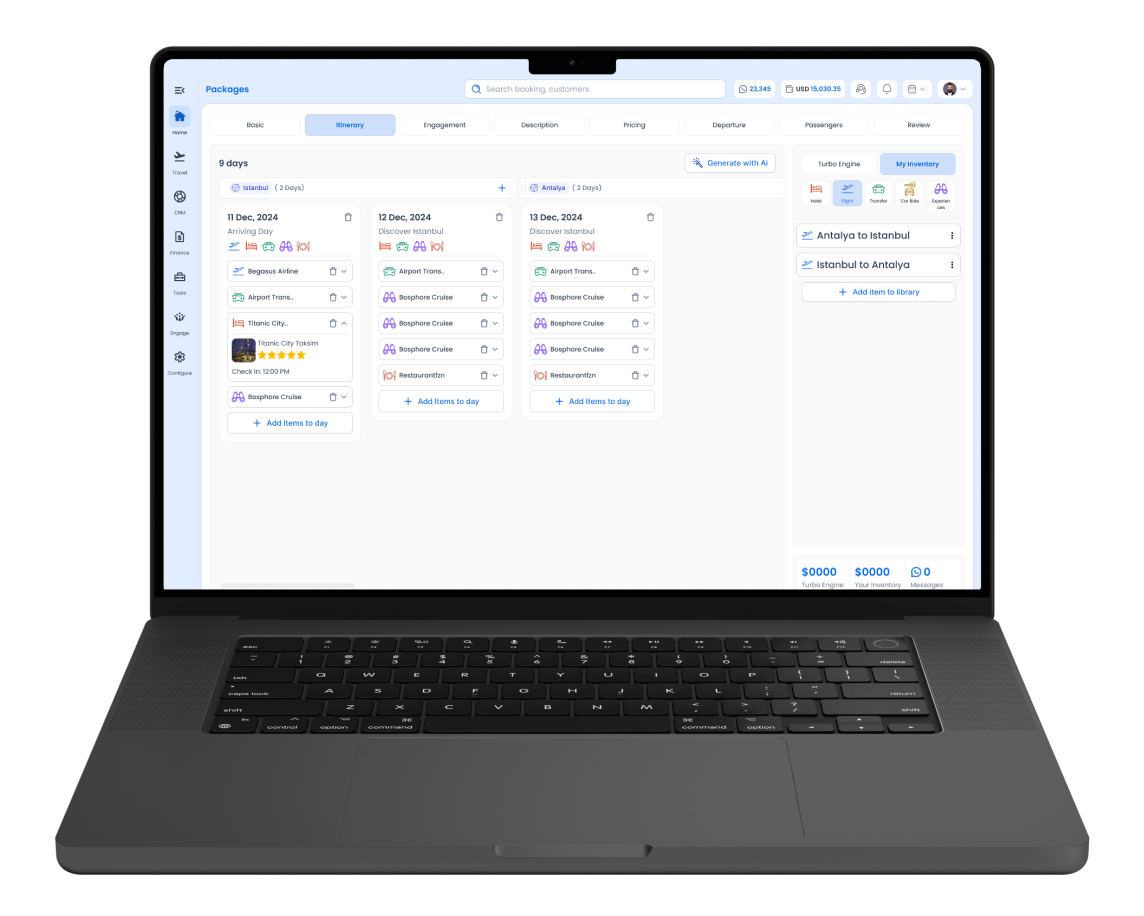 Packages
Search booking, customers
23,345
USD 15,030.35
Home
Travel
CRM
Finance
Tools
Engage
Configure
Basic
Itinerary
Engagement
Description
Pricing
Departure
Passengers
Review
9 days
Generate with Ai
Istanbul ( 2 Days)
Antalya ( 2 Days)
11 Dec, 2024
Arriving Day
Begasus Airline
Airport Trans..
Titanic City..
Titanic City Taksim
Check in: 12:00 PM
Bosphore Cruise
Add Items to day
12 Dec, 2024
Discover Istanbul
Airport Trans..
Bosphore Cruise
Bosphore Cruise
Bosphore Cruise
Restaurantfzn
Add Items to day
13 Dec, 2024
Discover Istanbul
Airport Trans..
Bosphore Cruise
Bosphore Cruise
Bosphore Cruise
Restaurantfzn
Add Items to day
Turbo Engine
My Inventory
Hotel
Flight
Transfer
Car Ride
Experien
ces
Antalya to Istanbul
Istanbul to Antalya
Add item to library
$0000
Turbo Engine
$0000
Your Inventory
0
Messages
esc F1 F2 F3 F4 F5 F6 F7 F8 F9
~ ! 1 @ 2 # 3 $ 4 % 5 ^ 6 & 7 * 8 ( 9 ) 0 - + = delete
tab Q W E R T Y U I O P { } \
caps lock A S D F G H J K L ; " return
shift Z X C V B N M < > ? / shift
fn control option command command option